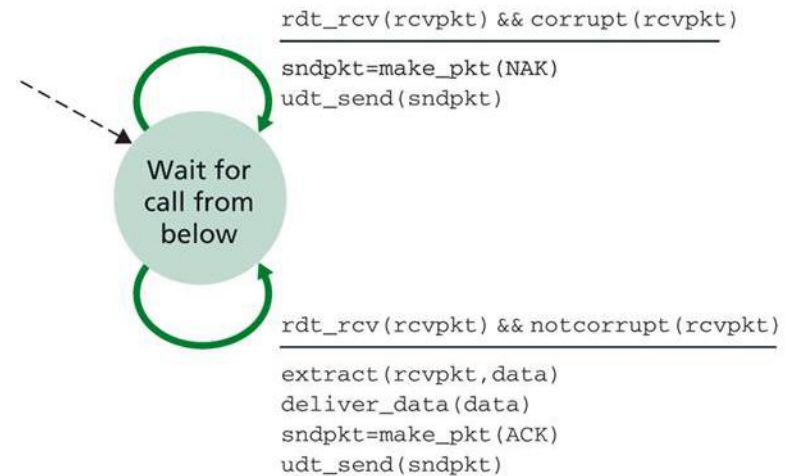 rdt_rcv(rcvpkt) && corrupt(rcvpkt)
sndpkt=make_pkt(NAK)
udt_send(sndpkt)
Wait for
call from
below
rdt_rcv(rcvpkt) && notcorrupt(rcvpkt)
extract(rcvpkt,data)
deliver_data(data)
sndpkt=make_pkt(ACK)
udt_send(sndpkt)